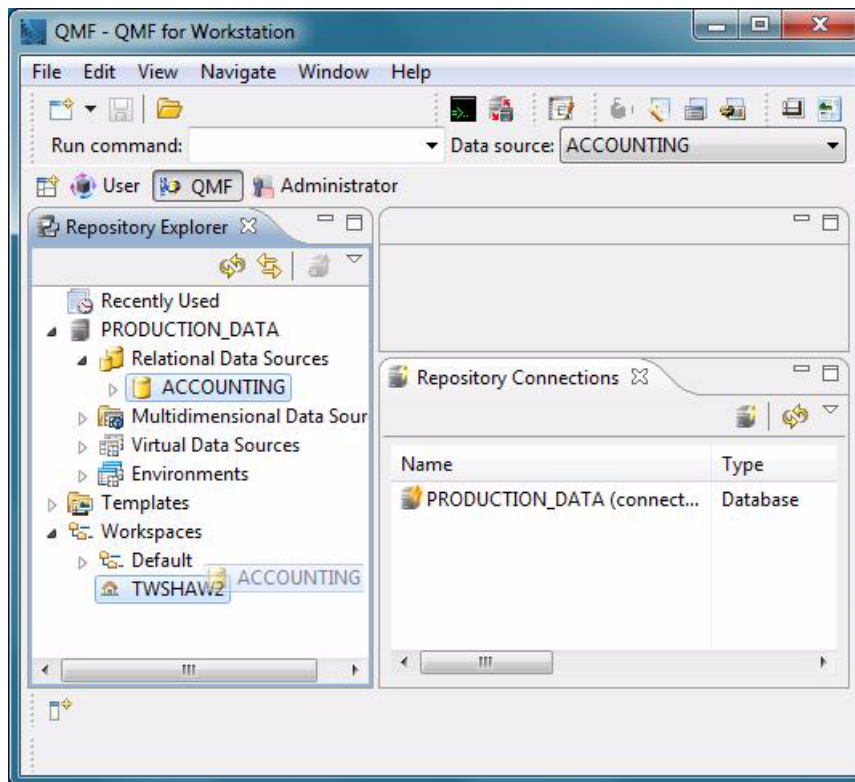 QMF - QMF for Workstation
File Edit View Navigate Window Help
Run command: Data source: ACCOUNTING
User QMF Administrator
Repository Explorer
Recently Used
PRODUCTION_DATA
Relational Data Sources
ACCOUNTING
Multidimensional Data Sour
Virtual Data Sources
Environments
Templates
Workspaces
Default
ACCOUNTING
TWSHAW2
Repository Connections
Name Type
PRODUCTION_DATA (connect... Database